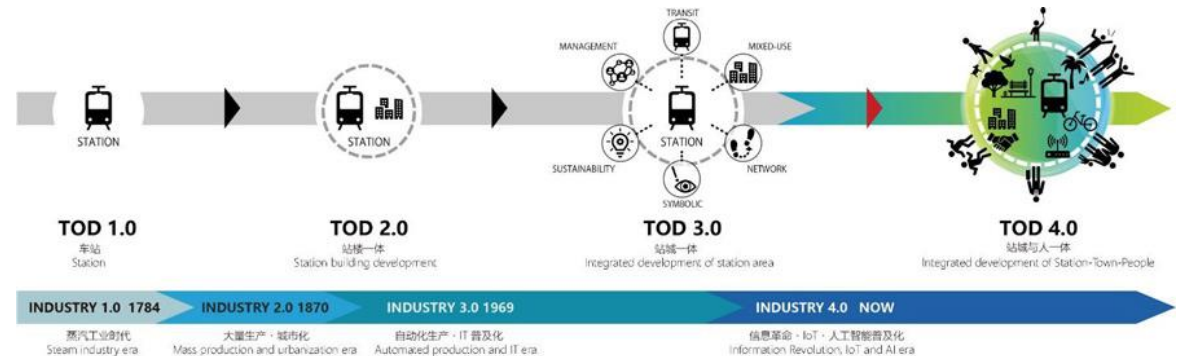 TRANSIT
MANAGEMENT
MIXED-USE
STATION
STATION
STATION
SUSTAINABILITY
NETWORK
SYMBOLIC
TOD 1.0
车站
Station
TOD 2.0
站楼一体
Station building development
TOD 3.0
站城一体
Integrated development of station area
TOD 4.0
站城与人一体
Integrated development of Station•Town•People
INDUSTRY 1.0 1784
INDUSTRY 2.0 1870
INDUSTRY 3.0 1969
INDUSTRY 4.0 NOW
蒸汽工业时代
Steam industry era
大量生产・城市化
Mass production and urbanization era
自动化生产・IT 普及化
Automated production and IT era
信息革命・IoT・人工智能普及化
Information Revolution, IoT and AI era